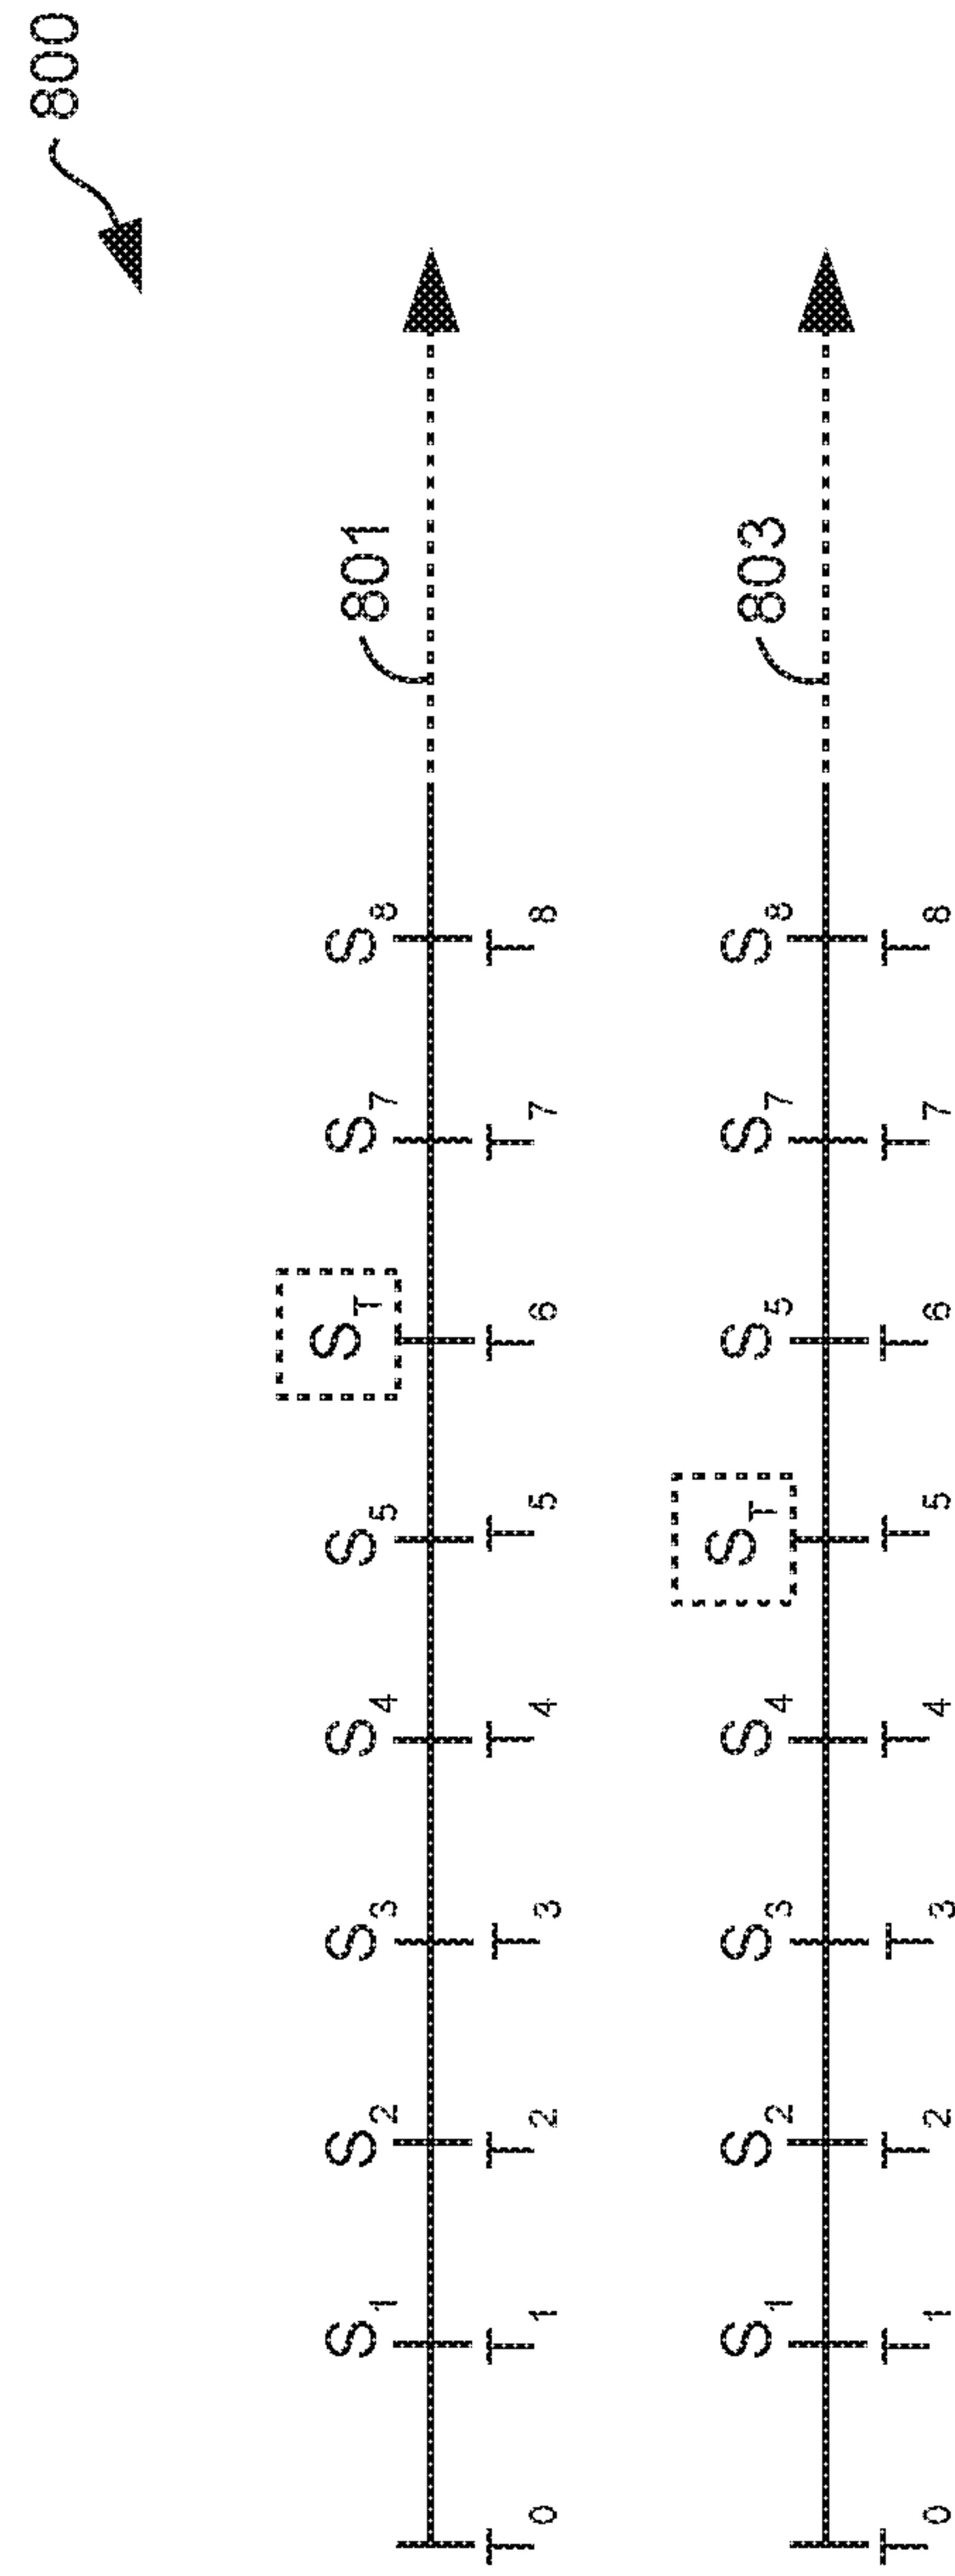 800
801
S1 S2 S3 S4 S5 ST S7 S8
T0 T1 T2 T3 T4 T5 T6 T7 T8
803
S1 S2 S3 S4 ST S5 S7 S8
T0 T1 T2 T3 T4 T5 T6 T7 T8